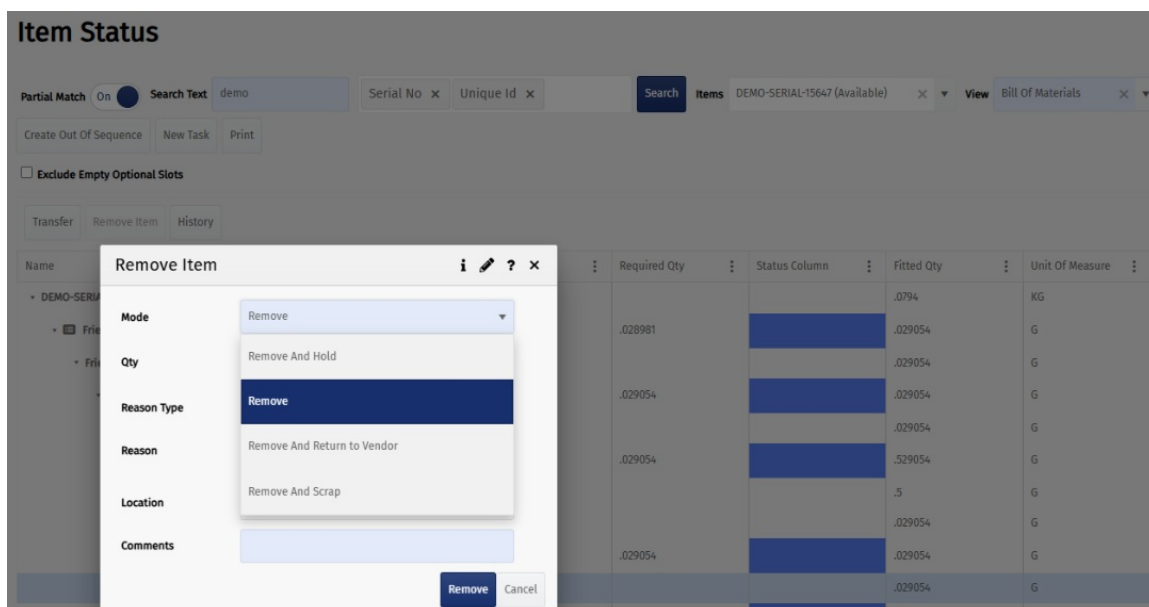 Item Status
Partial Match On Search Text demo Serial No × Unique Id × Search Items DEMO-SERIAL-15647 (Available) × View Bill Of Materials ×
Create Out Of Sequence New Task Print
Exclude Empty Optional Slots
Transfer Remove Item History
Name Required Qty Status Column Fitted Qty Unit Of Measure
DEMO-SERIA .0794 KG
Frie .028981 .029054 G
Frie .029054 G
.029054 .029054 G
.029054 G
.029054 .529054 G
.5 G
.029054 G
.029054 .029054 G
.029054 G
Remove Item i ? ×
Mode Remove
Remove And Hold
Qty
Remove
Reason Type
Remove And Return to Vendor
Reason
Remove And Scrap
Location
Comments
Remove Cancel